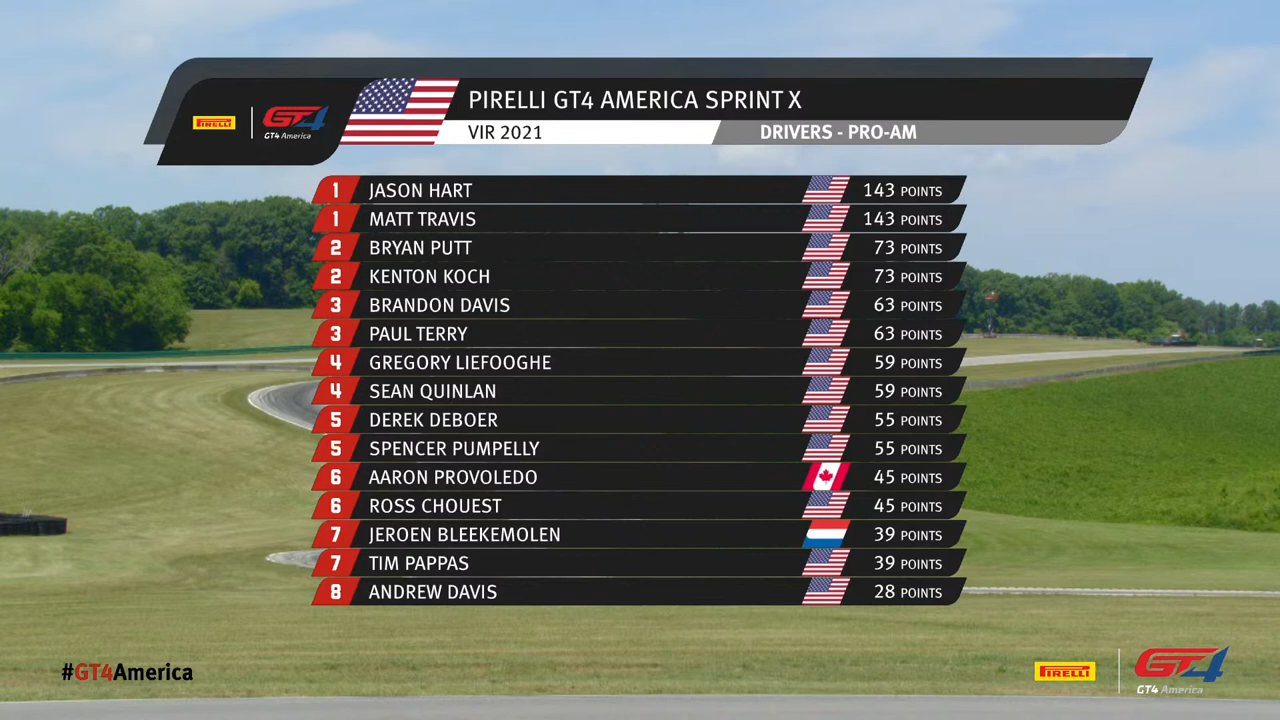 PIRELLI GT4 AMERICA SPRINT X
PIRELLI
GT4
GT4 America
VIR 2021
DRIVERS - PRO-AM
1 JASON HART 143 POINTS
1 MATT TRAVIS 143 POINTS
2 BRYAN PUTT 73 POINTS
2 KENTON KOCH 73 POINTS
3 BRANDON DAVIS 63 POINTS
3 PAUL TERRY 63 POINTS
4 GREGORY LIEFOOGHE 59 POINTS
4 SEAN QUINLAN 59 POINTS
5 DEREK DEBOER 55 POINTS
5 SPENCER PUMPELLY 55 POINTS
6 AARON PROVOLEDO 45 POINTS
6 ROSS CHOUEST 45 POINTS
7 JEROEN BLEEKEMOLEN 39 POINTS
7 TIM PAPPAS 39 POINTS
8 ANDREW DAVIS 28 POINTS
#GT4America
PIRELLI
GT4
GT4 America